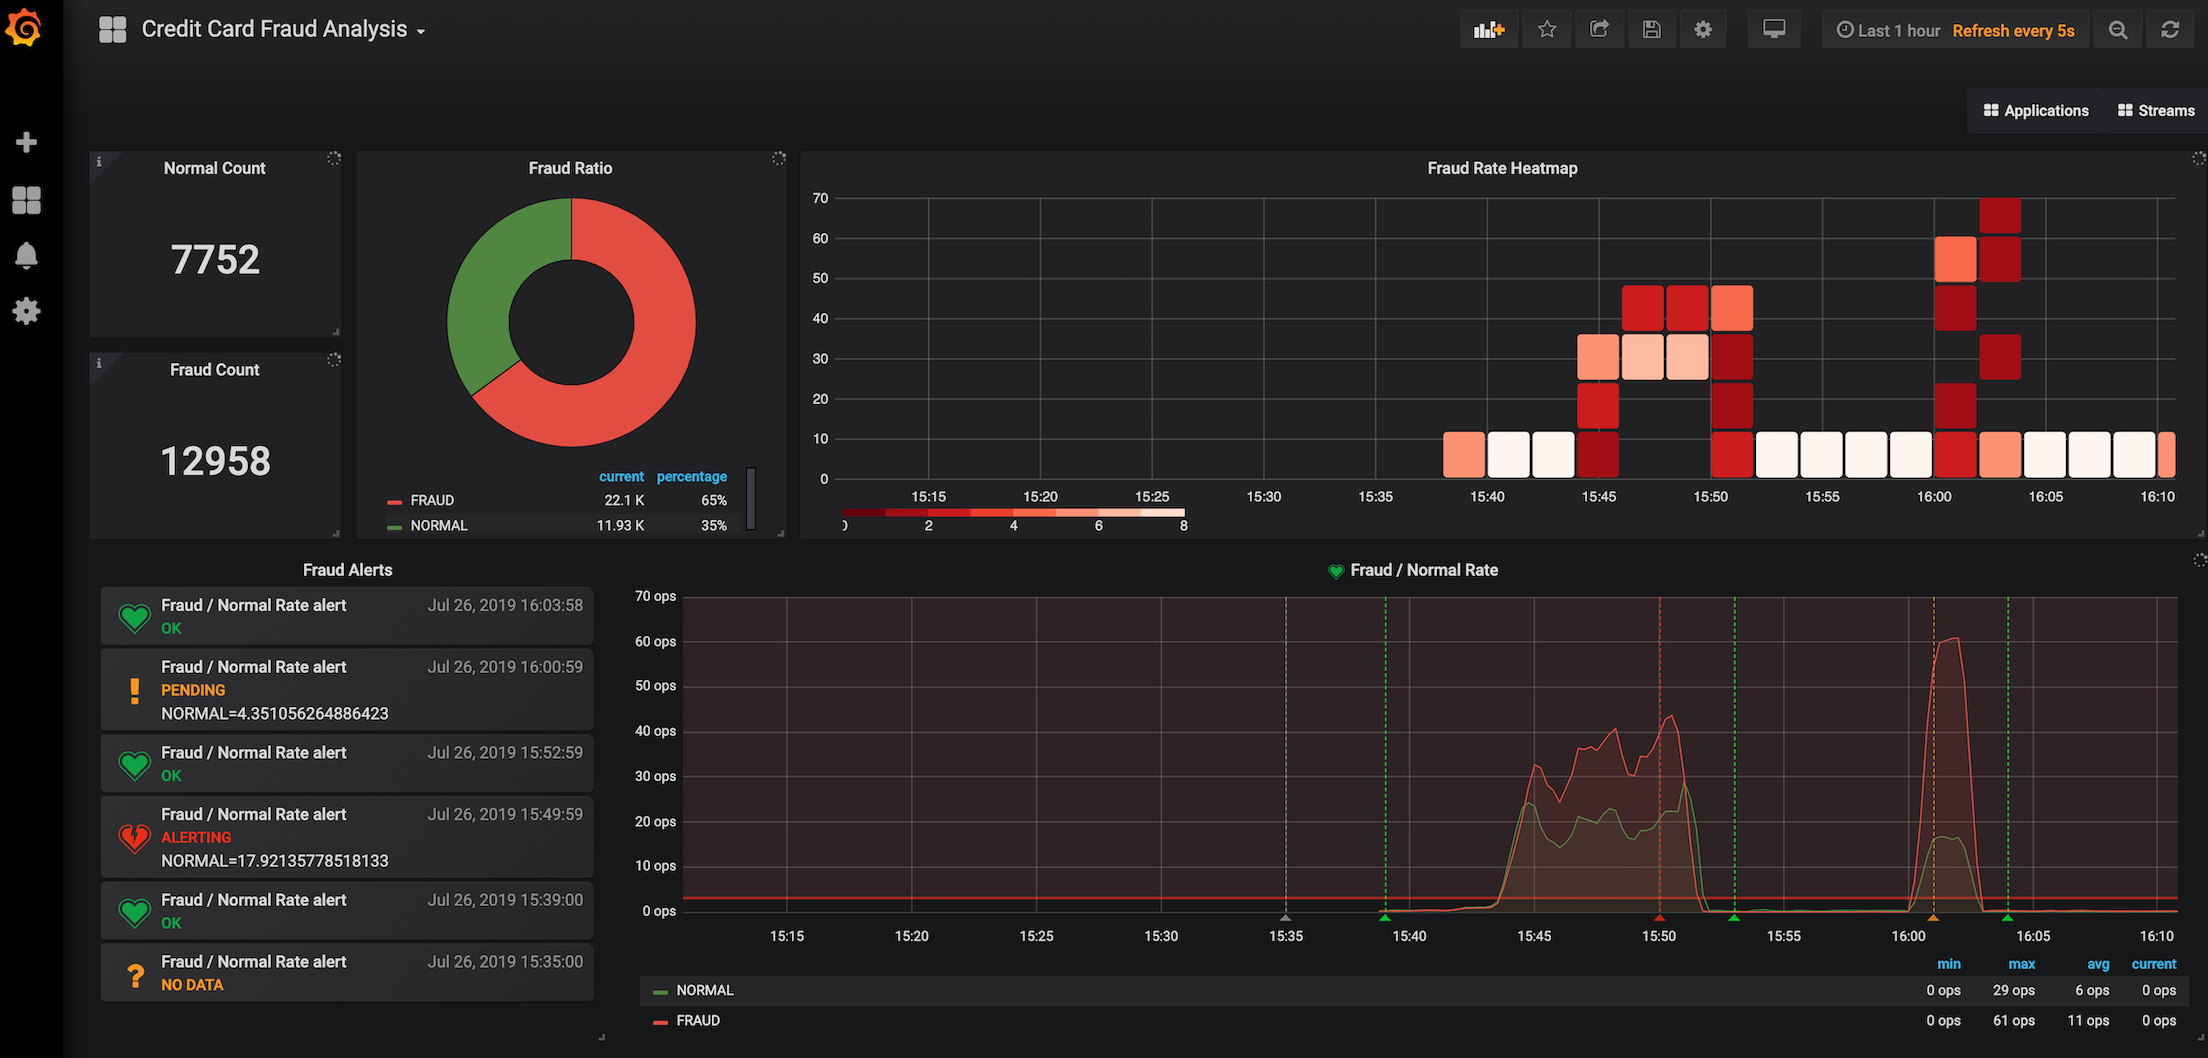 Credit Card Fraud Analysis
Last 1 hour Refresh every 5s
Applications Streams
Normal Count
7752
Fraud Count
12958
Fraud Ratio
current percentage
FRAUD 22.1 K 65%
NORMAL 11.93 K 35%
Fraud Rate Heatmap
70
60
50
40
30
20
10
0
15:15 15:20 15:25 15:30 15:35 15:40 15:45 15:50 15:55 16:00 16:05 16:10
0 2 4 6 8
Fraud Alerts
Fraud / Normal Rate alert Jul 26, 2019 16:03:58
OK
Fraud / Normal Rate alert Jul 26, 2019 16:00:59
PENDING
NORMAL=4.351056264886423
Fraud / Normal Rate alert Jul 26, 2019 15:52:59
OK
Fraud / Normal Rate alert Jul 26, 2019 15:49:59
ALERTING
NORMAL=17.92135778518133
Fraud / Normal Rate alert Jul 26, 2019 15:39:00
OK
Fraud / Normal Rate alert Jul 26, 2019 15:35:00
NO DATA
Fraud / Normal Rate
70 ops
60 ops
50 ops
40 ops
30 ops
20 ops
10 ops
0 ops
15:15 15:20 15:25 15:30 15:35 15:40 15:45 15:50 15:55 16:00 16:05 16:10
min max avg current
NORMAL 0 ops 29 ops 6 ops 0 ops
FRAUD 0 ops 61 ops 11 ops 0 ops